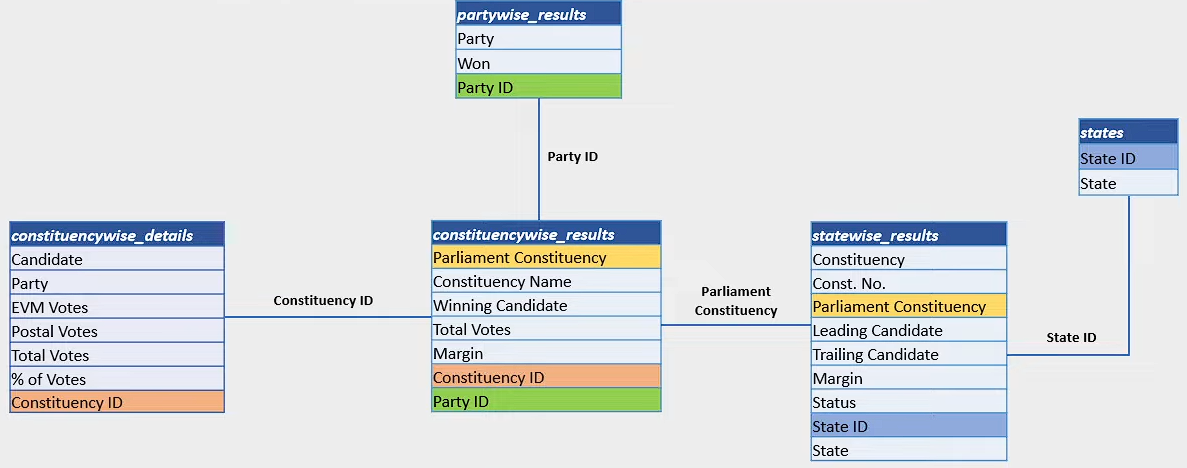 partywise_results
Party
Won
Party ID
Party ID
states
State ID
State
constituencywise_details
Candidate
Party
EVM Votes
Postal Votes
Total Votes
% of Votes
Constituency ID
Constituency ID
constituencywise_results
Parliament Constituency
Constituency Name
Winning Candidate
Total Votes
Margin
Constituency ID
Party ID
Parliament
Constituency
statewise_results
Constituency
Const. No.
Parliament Constituency
Leading Candidate
Trailing Candidate
Margin
Status
State ID
State
State ID